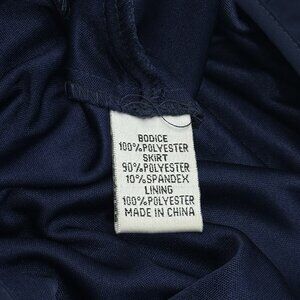 BODICE
100%POLYESTER
SKIRT
90%POLYESTER
10%SPANDEX
LINING
100%POLYESTER
MADE IN CHINA